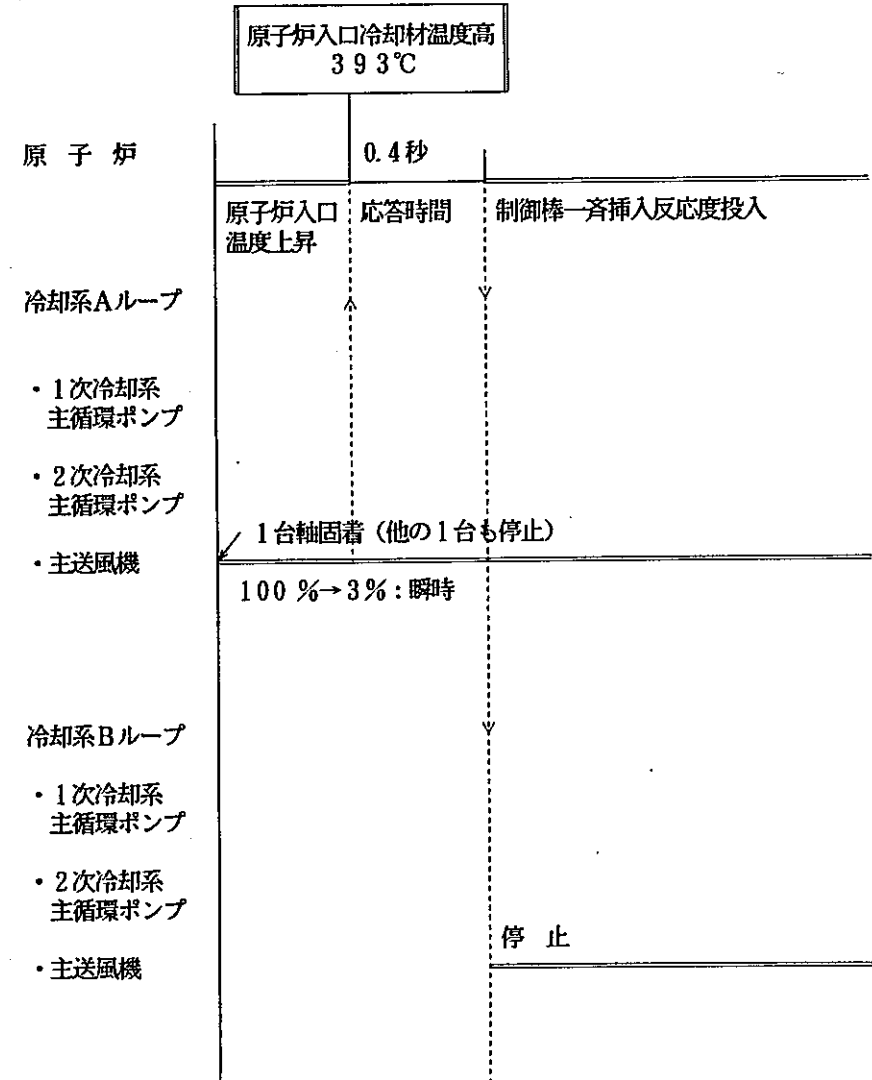 原子炉入口冷却材温度高
393℃
原子炉
0.4秒
原子炉入口
温度上昇
応答時間
制御棒一斉挿入反応度投入
冷却系Aループ
・1次冷却系
主循環ポンプ
・2次冷却系
主循環ポンプ
1台軸固着(他の1台も停止)
・主送風機
100%→3%:瞬時
冷却系Bループ
・1次冷却系
主循環ポンプ
・2次冷却系
主循環ポンプ
停止
・主送風機